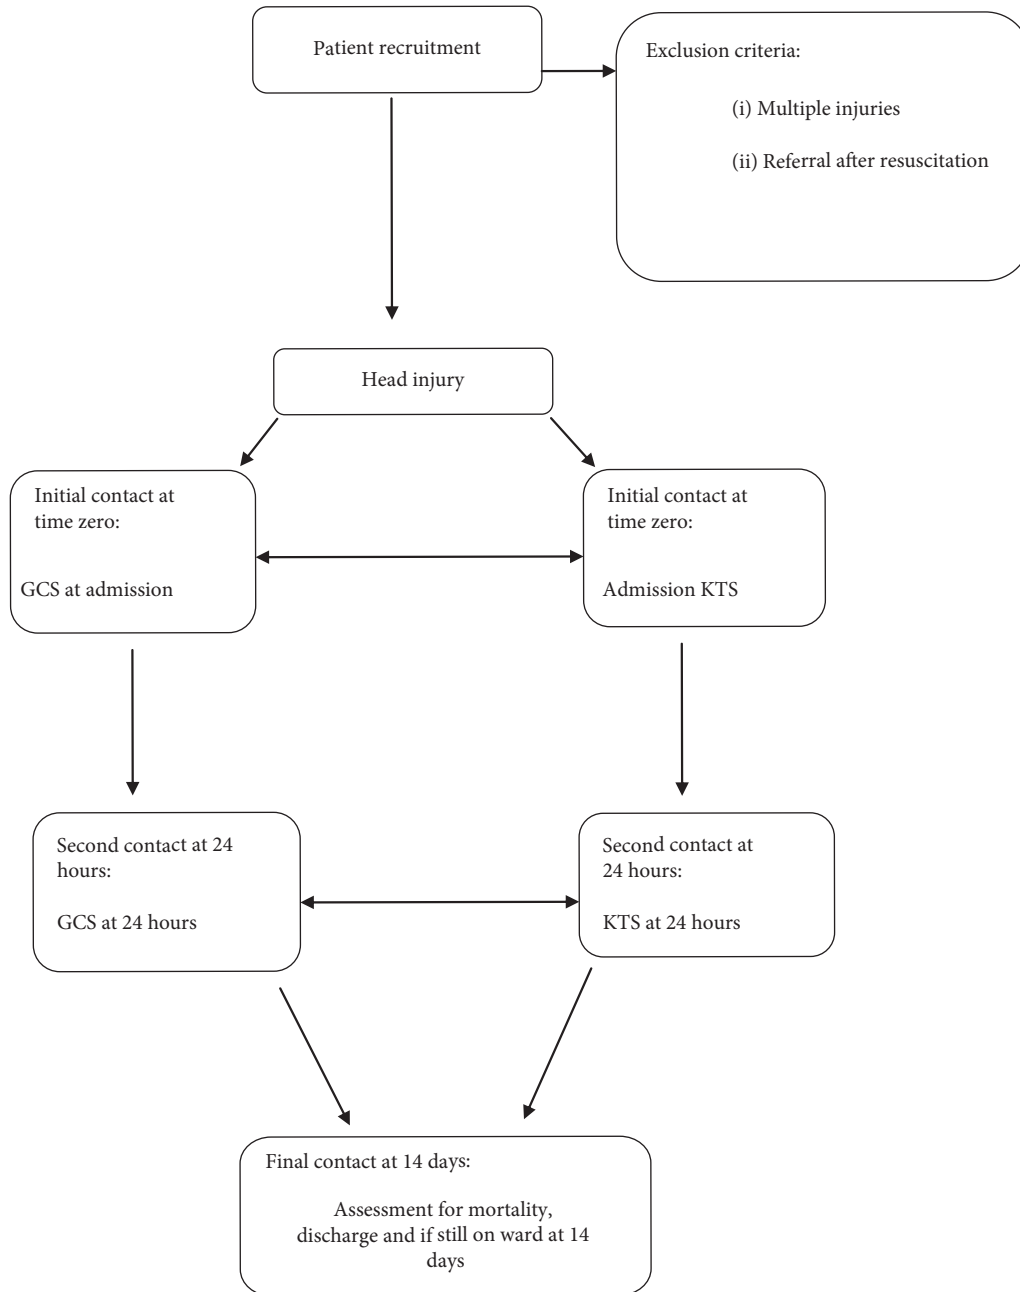 Patient recruitment
Exclusion criteria:
(i) Multiple injuries
(ii) Referral after resuscitation
Head injury
Initial contact at
time zero:
GCS at admission
Initial contact at
time zero:
Admission KTS
Second contact at 24
hours:
GCS at 24 hours
Second contact at
24 hours:
KTS at 24 hours
Final contact at 14 days:
Assessment for mortality,
discharge and if still on ward at 14
days